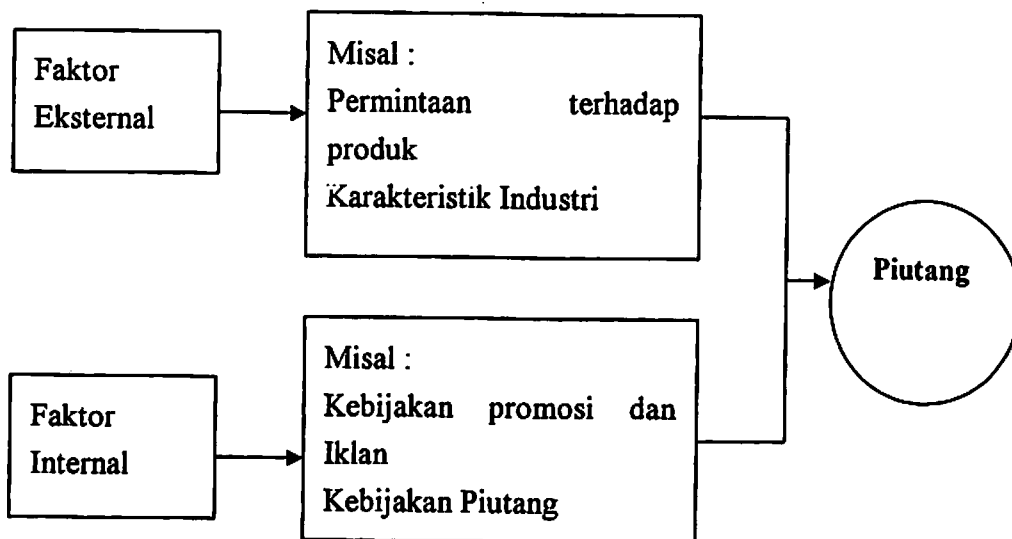 Faktor
Eksternal
Misal :
Permintaan terhadap
produk
Karakteristik Industri
Piutang
Faktor
Internal
Misal :
Kebijakan promosi dan
Iklan
Kebijakan Piutang